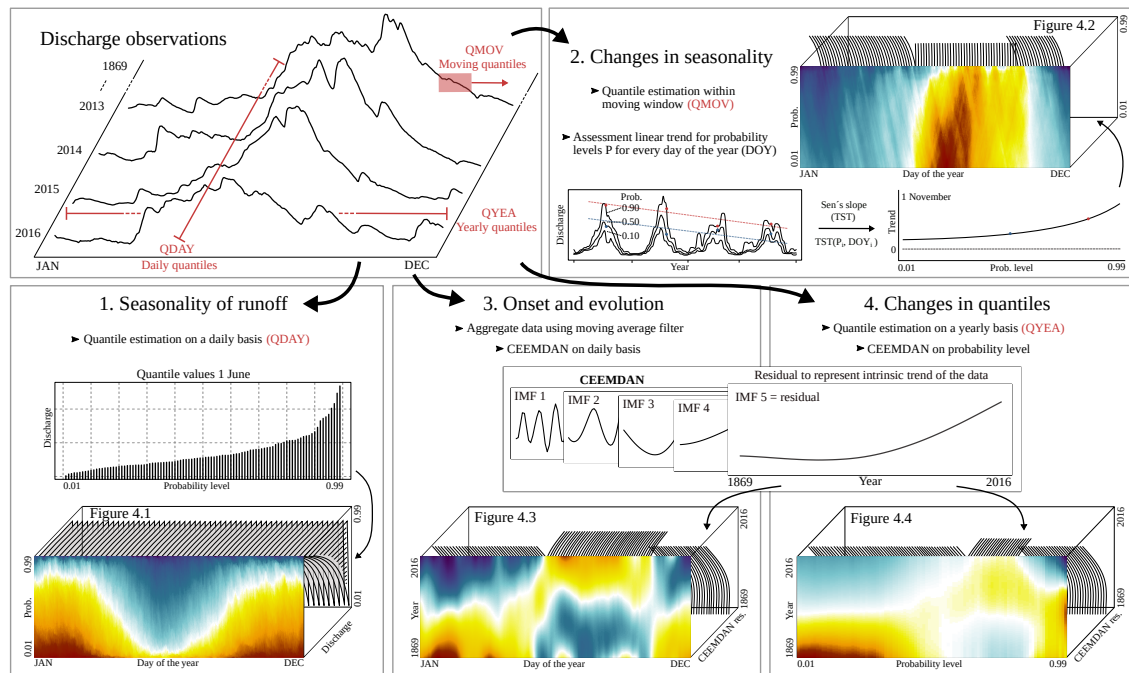 Discharge observations
1869
2013
2014
2015
2016
JAN
DEC
QMOV
Moving quantiles
QYEA
Yearly quantiles
QDAY
Daily quantiles
2. Changes in seasonality
➤ Quantile estimation within
moving window (QMOV)
➤ Assessment linear trend for probability
levels P for every day of the year (DOY)
Figure 4.2
0.99
0.01
0.99
Prob.
0.01
JAN
Day of the year
DEC
Discharge
Prob.
0.90
0.50
0.10
Year
Sen´s slope
(TST)
TST(Pi, DOYi )
1 November
Trend
0
0.01
Prob. level
0.99
1. Seasonality of runoff
➤ Quantile estimation on a daily basis (QDAY)
Quantile values 1 June
Discharge
0.01
Probability level
0.99
Figure 4.1
0.99
0.01
Discharge
0.99
Prob.
0.01
JAN
Day of the year
DEC
3. Onset and evolution
➤ Aggregate data using moving average filter
➤ CEEMDAN on daily basis
4. Changes in quantiles
➤ Quantile estimation on a yearly basis (QYEA)
➤ CEEMDAN on probability level
CEEMDAN
IMF 1
IMF 2
IMF 3
IMF 4
Residual to represent intrinsic trend of the data
IMF 5 = residual
1869
Year
2016
Figure 4.3
2016
1869
CEEMDAN res.
2016
Year
1869
JAN
Day of the year
DEC
Figure 4.4
2016
1869
CEEMDAN res.
2016
Year
1869
0.01
Probability level
0.99